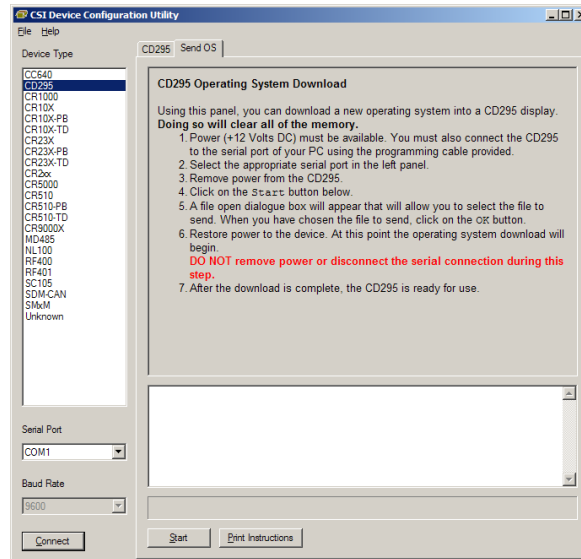 CSI Device Configuration Utility
File Help
Device Type
CC640
CD295
CR1000
CR10X
CR10X-PB
CR10X-TD
CR23X
CR23X-PB
CR23X-TD
CR2xx
CR5000
CR510
CR510-PB
CR510-TD
CR9000X
MD485
NL100
RF400
RF401
SC105
SDM-CAN
SMxM
Unknown
Serial Port
COM1
Baud Rate
9600
Connect
CD295 Send OS
CD295 Operating System Download
Using this panel, you can download a new operating system into a CD295 display.
Doing so will clear all of the memory.
1. Power (+12 Volts DC) must be available. You must also connect the CD295
to the serial port of your PC using the programming cable provided.
2. Select the appropriate serial port in the left panel.
3. Remove power from the CD295.
4. Click on the Start button below.
5. A file open dialogue box will appear that will allow you to select the file to
send. When you have chosen the file to send, click on the OK button.
6. Restore power to the device. At this point the operating system download will
begin.
DO NOT remove power or disconnect the serial connection during this
step.
7. After the download is complete, the CD295 is ready for use.
Start Print Instructions